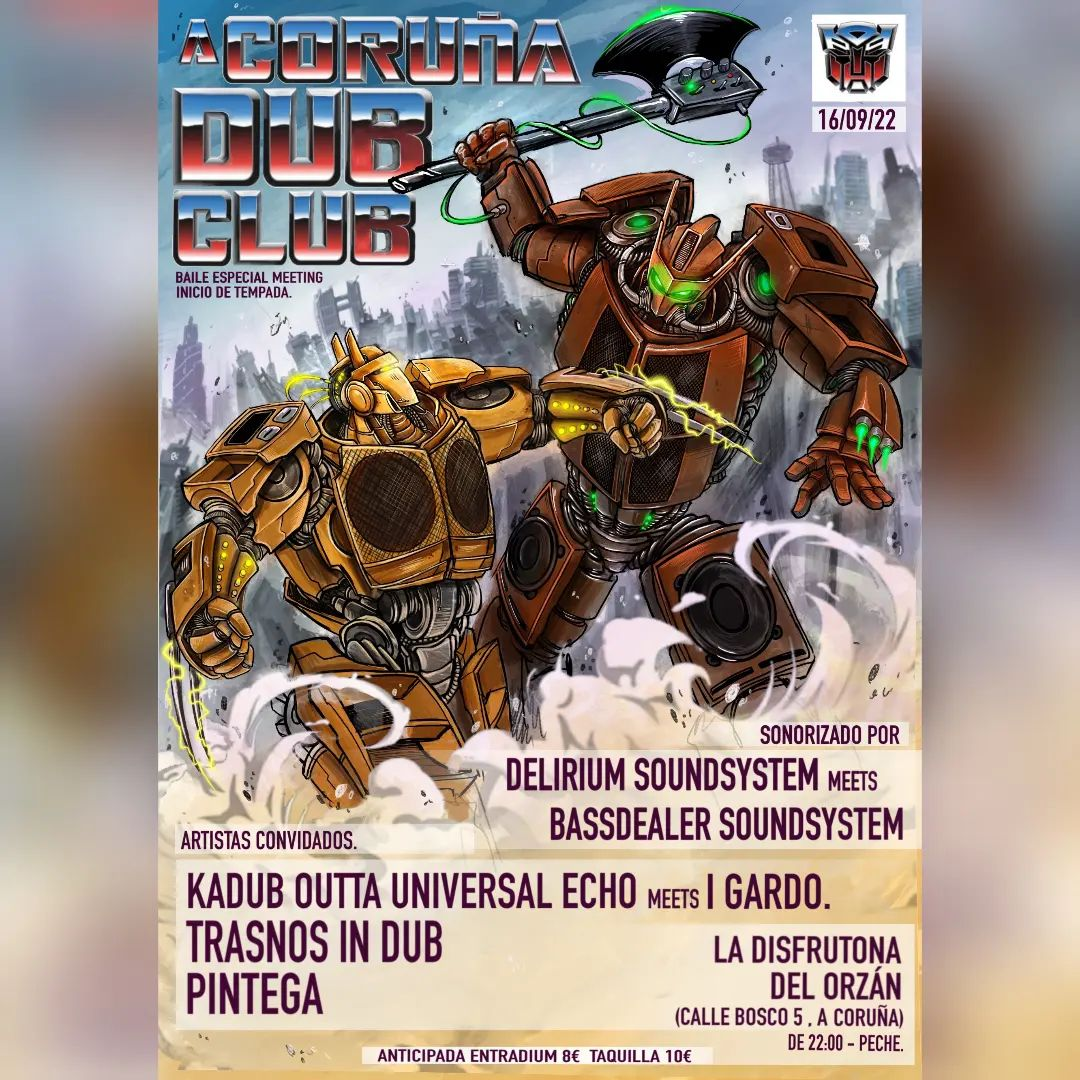 A CORUÑA
DUB
CLUB
BAILE ESPECIAL MEETING
INICIO DE TEMPADA.
16/09/22
SONORIZADO POR
DELIRIUM SOUNDSYSTEM MEETS
BASSDEALER SOUNDSYSTEM
ARTISTAS CONVIDADOS.
KADUB OUTTA UNIVERSAL ECHO MEETS I GARDO.
TRASNOS IN DUB
PINTEGA
LA DISFRUTONA
DEL ORZÁN
(CALLE BOSCO 5 , A CORUÑA)
DE 22:00 - PECHE.
ANTICIPADA ENTRADIUM 8€ TAQUILLA 10€